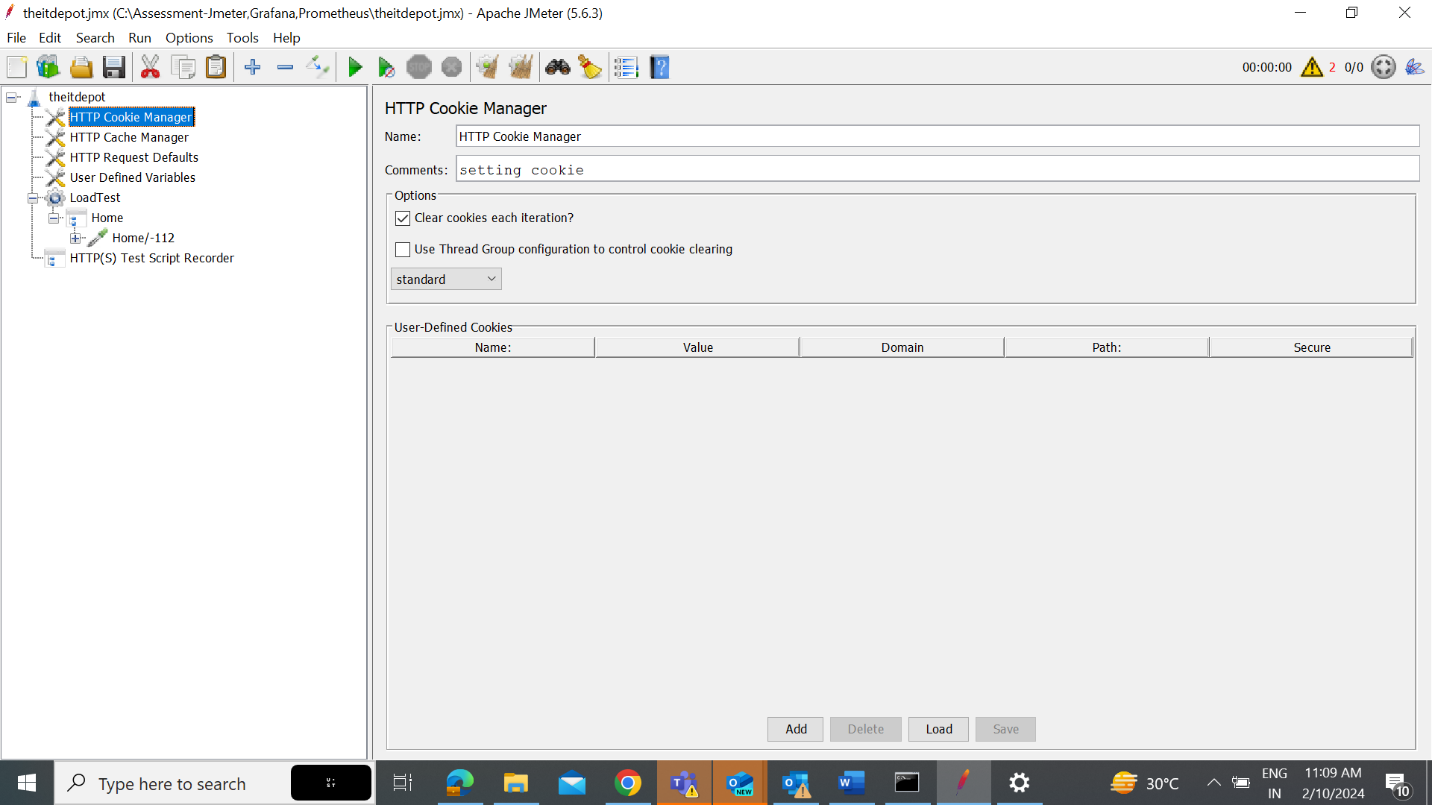 theitdepot.jmx (C:\Assessment-Jmeter,Grafana,Prometheus\theitdepot.jmx) - Apache JMeter (5.6.3)
File Edit Search Run Options Tools Help
STOP
00:00:00 2 0/0
theitdepot
HTTP Cookie Manager
HTTP Cache Manager
HTTP Request Defaults
User Defined Variables
LoadTest
Home
Home/-112
HTTP(S) Test Script Recorder
HTTP Cookie Manager
Name: HTTP Cookie Manager
Comments: setting cookie
Options
Clear cookies each iteration?
Use Thread Group configuration to control cookie clearing
standard
User-Defined Cookies
Name: Value Domain Path: Secure
Add Delete Load Save
Type here to search
NEW
30°C
ENG
IN
11:09 AM
2/10/2024
10